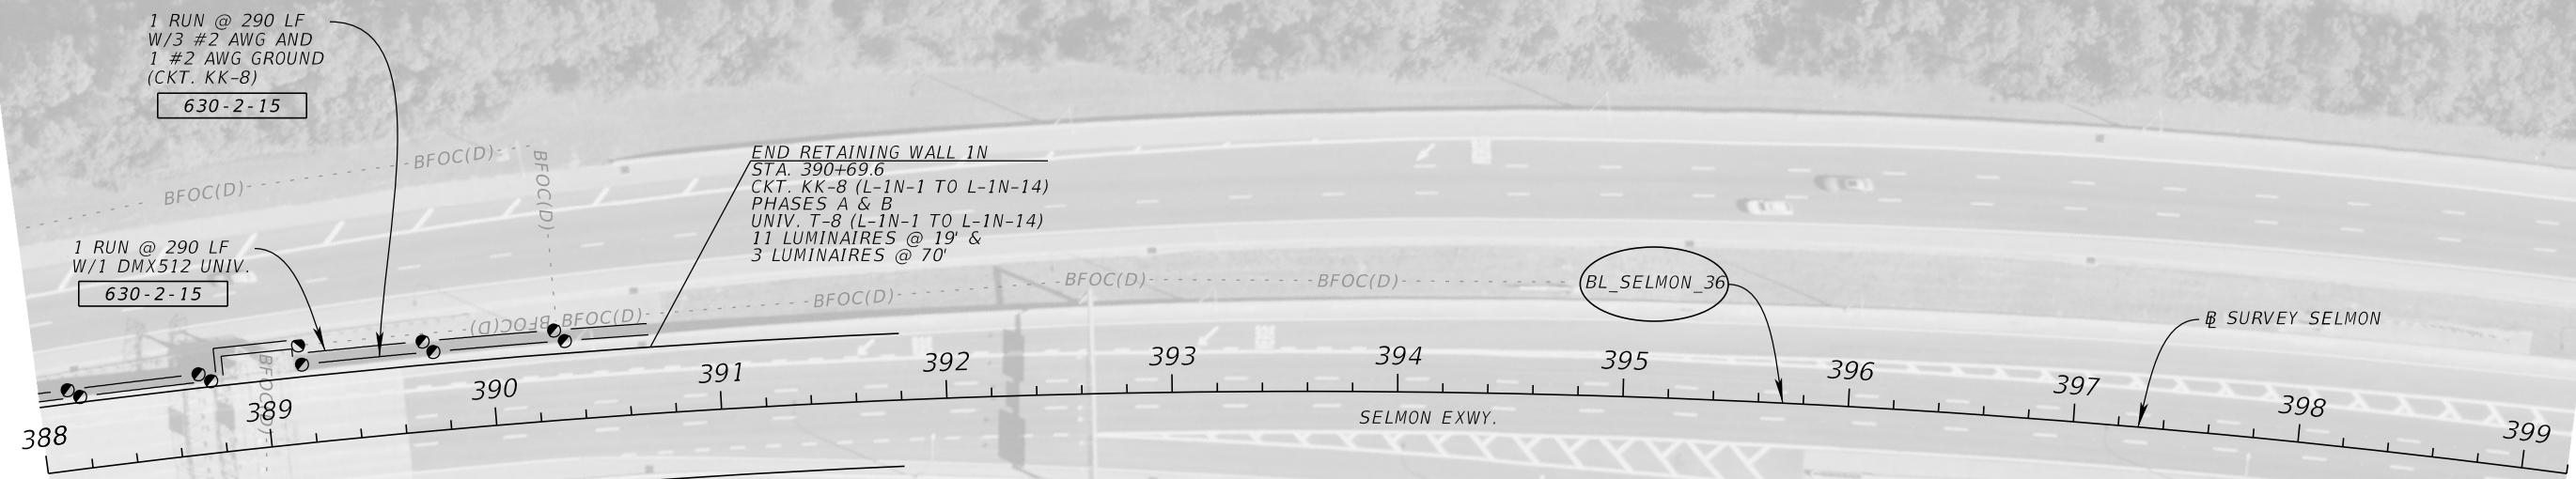 1 RUN @ 290 LF
W/3 #2 AWG AND
1 #2 AWG GROUND
(CKT. KK-8)
630-2-15
1 RUN @ 290 LF
W/1 DMX512 UNIV.
630-2-15
BFOC(D)
BFOC(D)
BFOC(D)
END RETAINING WALL 1N
STA. 390+69.6
CKT. KK-8 (L-1N-1 TO L-1N-14)
PHASES A & B
UNIV. T-8 (L-1N-1 TO L-1N-14)
11 LUMINAIRES @ 19' &
3 LUMINAIRES @ 70'
BFOC(D)
BFOC(D)
BFOC(D)
BFOC(D)
BFOC(D)
BFOC(D)
BL_SELMON_36
BL SURVEY SELMON
388
389
390
391
392
393
394
395
396
397
398
399
SELMON EXWY.